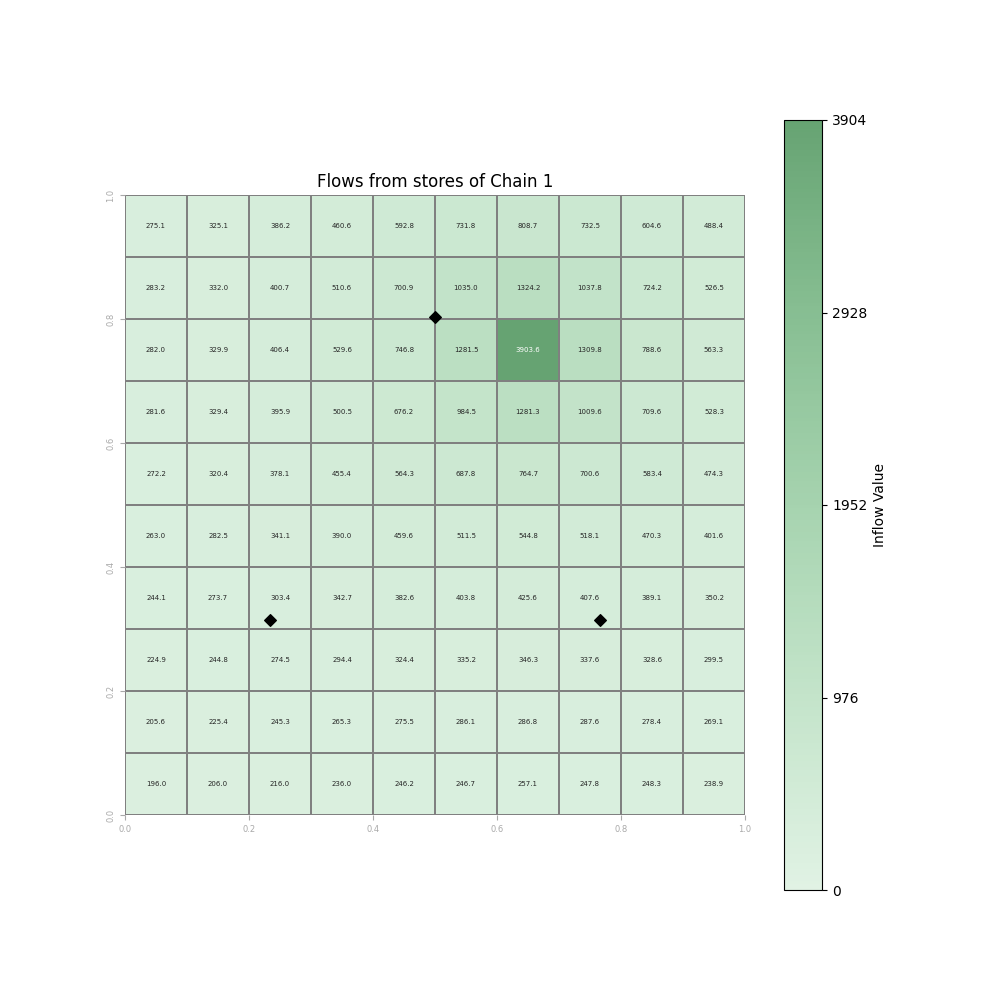 Flows from stores of Chain 1
275.1 325.1 386.2 460.6 592.8 731.8 808.7 732.5 604.6 488.4
283.2 332.0 400.7 510.6 700.9 1035.0 1324.2 1037.8 724.2 526.5
282.0 329.9 406.4 529.6 746.8 1281.5 3903.6 1309.8 788.6 563.3
281.6 329.4 395.9 500.5 676.2 984.5 1281.3 1009.6 709.6 528.3
272.2 320.4 378.1 455.4 564.3 687.8 764.7 700.6 583.4 474.3
263.0 282.5 341.1 390.0 459.6 511.5 544.8 518.1 470.3 401.6
244.1 273.7 303.4 342.7 382.6 403.8 425.6 407.6 389.1 350.2
224.9 244.8 274.5 294.4 324.4 335.2 346.3 337.6 328.6 299.5
205.6 225.4 245.3 265.3 275.5 286.1 286.8 287.6 278.4 269.1
196.0 206.0 216.0 236.0 246.2 246.7 257.1 247.8 248.3 238.9
1.0
0.8
0.6
0.4
0.2
0.0
0.0 0.2 0.4 0.6 0.8 1.0
3904
2928
1952
976
0
Inflow Value